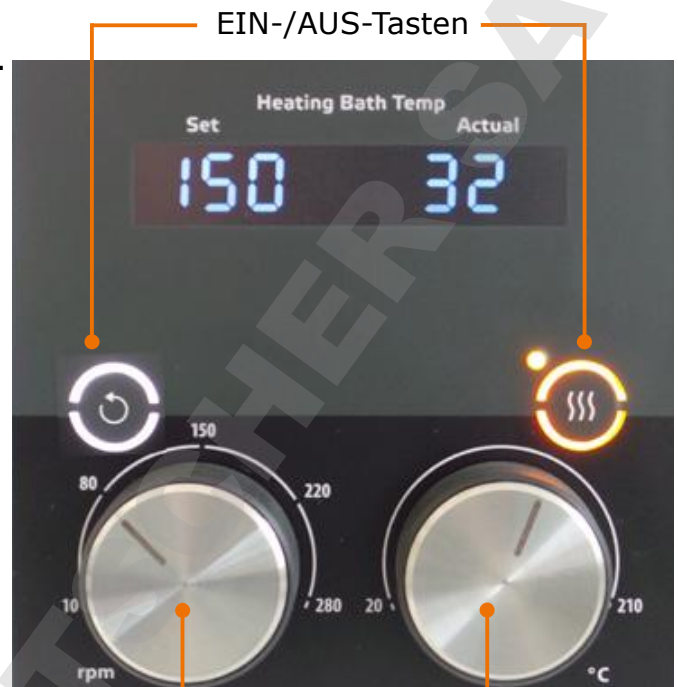 EIN-/AUS-Tasten
Heating Bath Temp
Set Actual
150 32
150
80 220
10 280 20 210
rpm °C